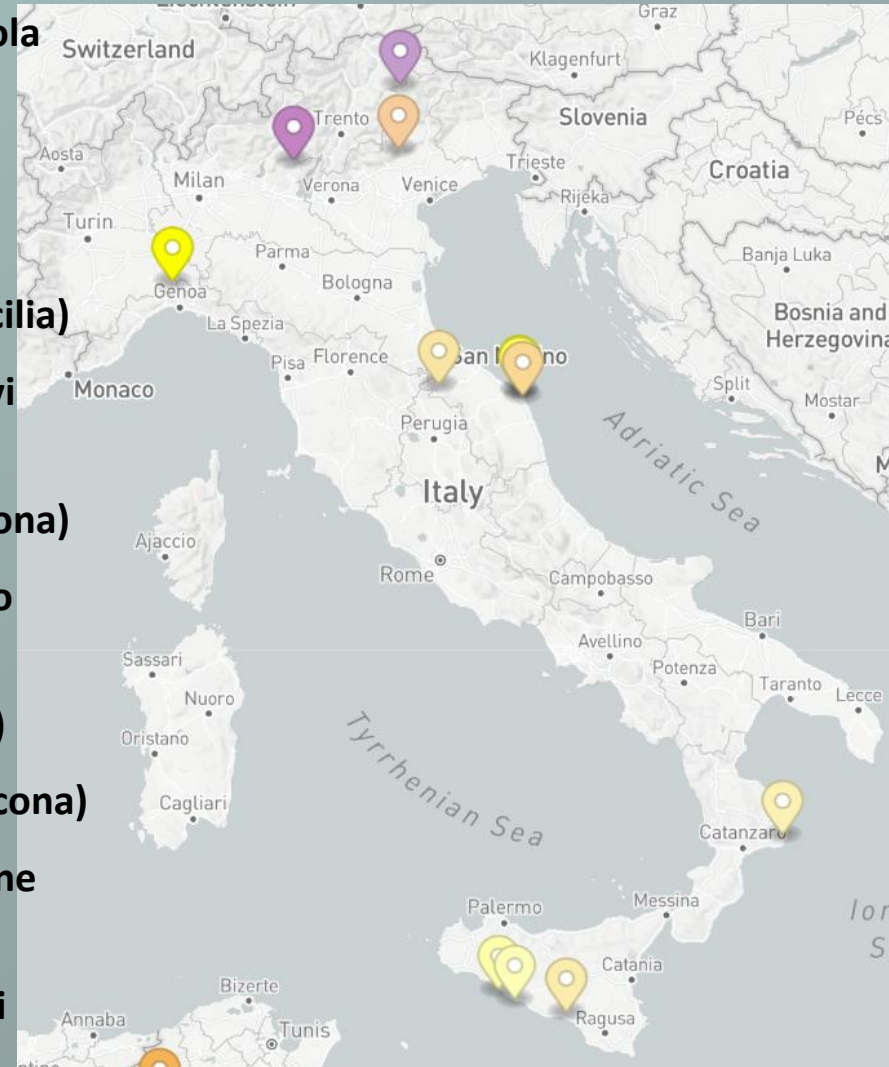 ola
cilia)
vi
ona)
o
)
cona)
ne
i
Graz
Switzerland
Klagenfurt
Trento
Slovenia
Pécs
Aosta
Trieste
Croatia
Milan
Verona
Venice
Rijeka
Turin
Parma
Banja Luka
Bologna
Genoa
Bosnia and
Herzegovina
La Spezia
Pisa
Florence
San
Monaco
Split
Mostar
Perugia
Adriatic Sea
M
Italy
Ajaccio
Rome
Campobasso
Bari
Avellino
Sassari
Potenza
Taranto
Lecce
Nuoro
Oristano
Tyrrhenian Sea
Cagliari
Catanzaro
Messina
Palermo
Ion
S
Catania
Bizerte
Ragusa
Annaba
Tunis